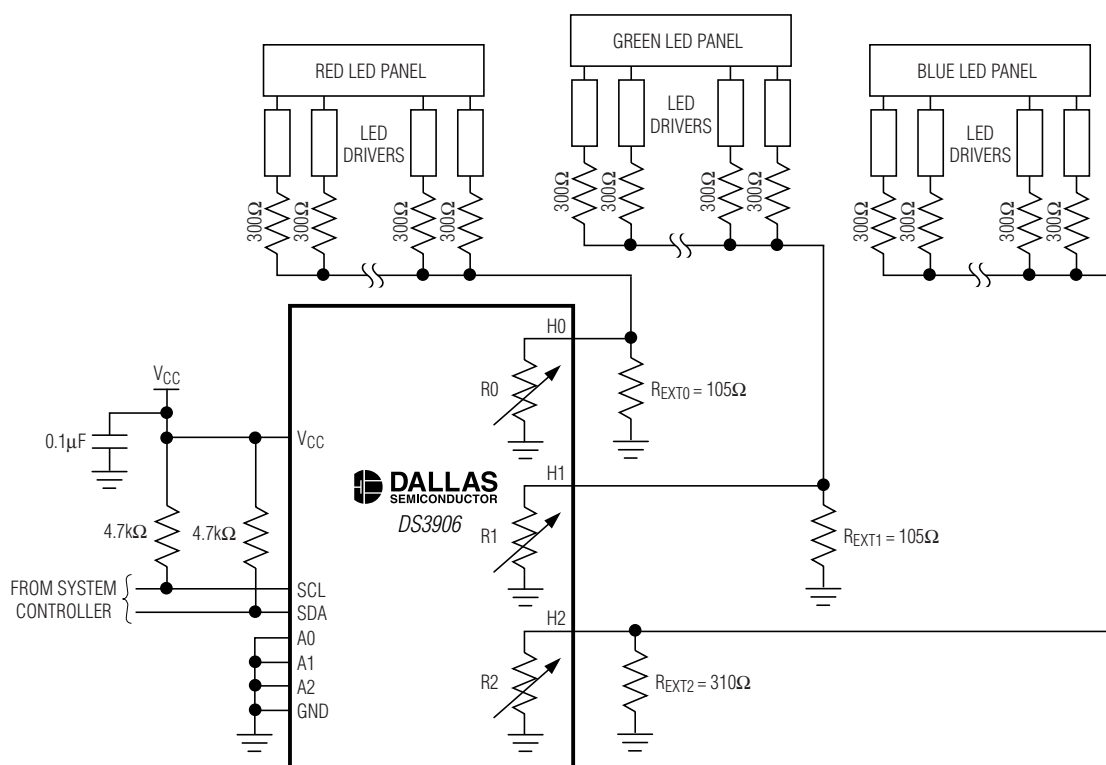 GREEN LED PANEL
RED LED PANEL
BLUE LED PANEL
LED
DRIVERS
LED
DRIVERS
LED
DRIVERS
300Ω
300Ω
300Ω
300Ω
300Ω
300Ω
300Ω
300Ω
300Ω
300Ω
300Ω
300Ω
H0
R0
REXT0 = 105Ω
VCC
0.1µF
VCC
DALLAS
SEMICONDUCTOR
DS3906
H1
R1
REXT1 = 105Ω
4.7kΩ
4.7kΩ
FROM SYSTEM
CONTROLLER
SCL
SDA
A0
A1
A2
GND
H2
R2
REXT2 = 310Ω